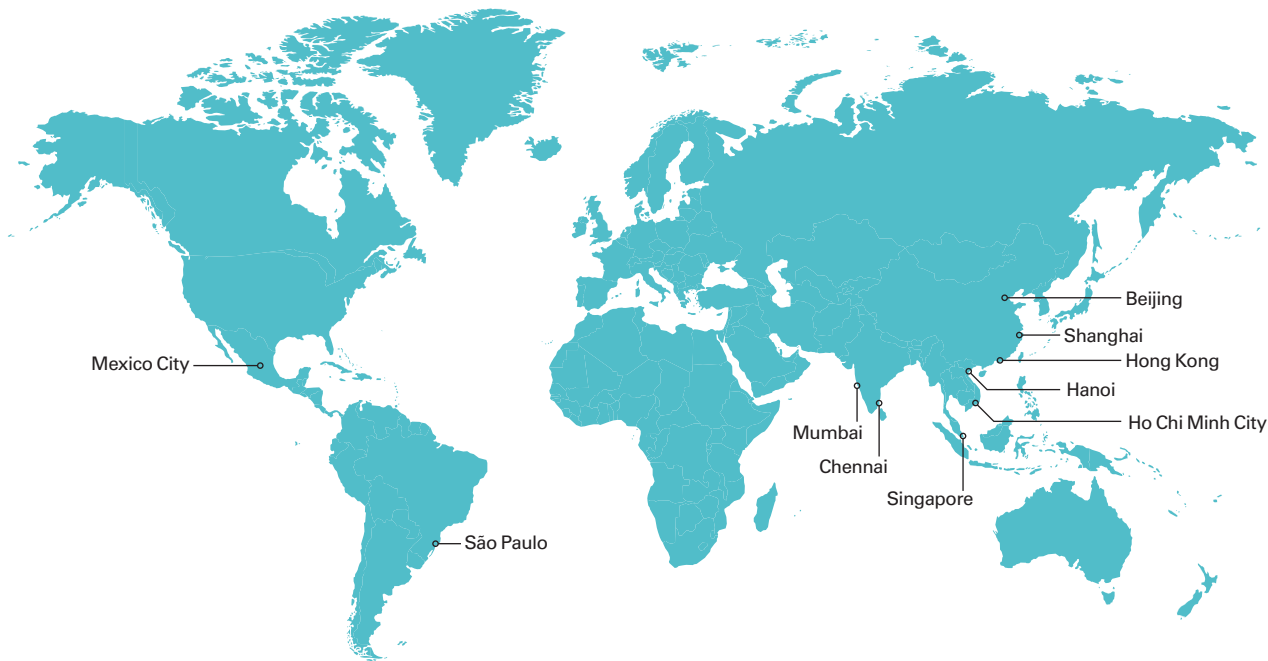 Beijing
Shanghai
Mexico City
Hong Kong
Hanoi
Ho Chi Minh City
Mumbai
Chennai
Singapore
São Paulo